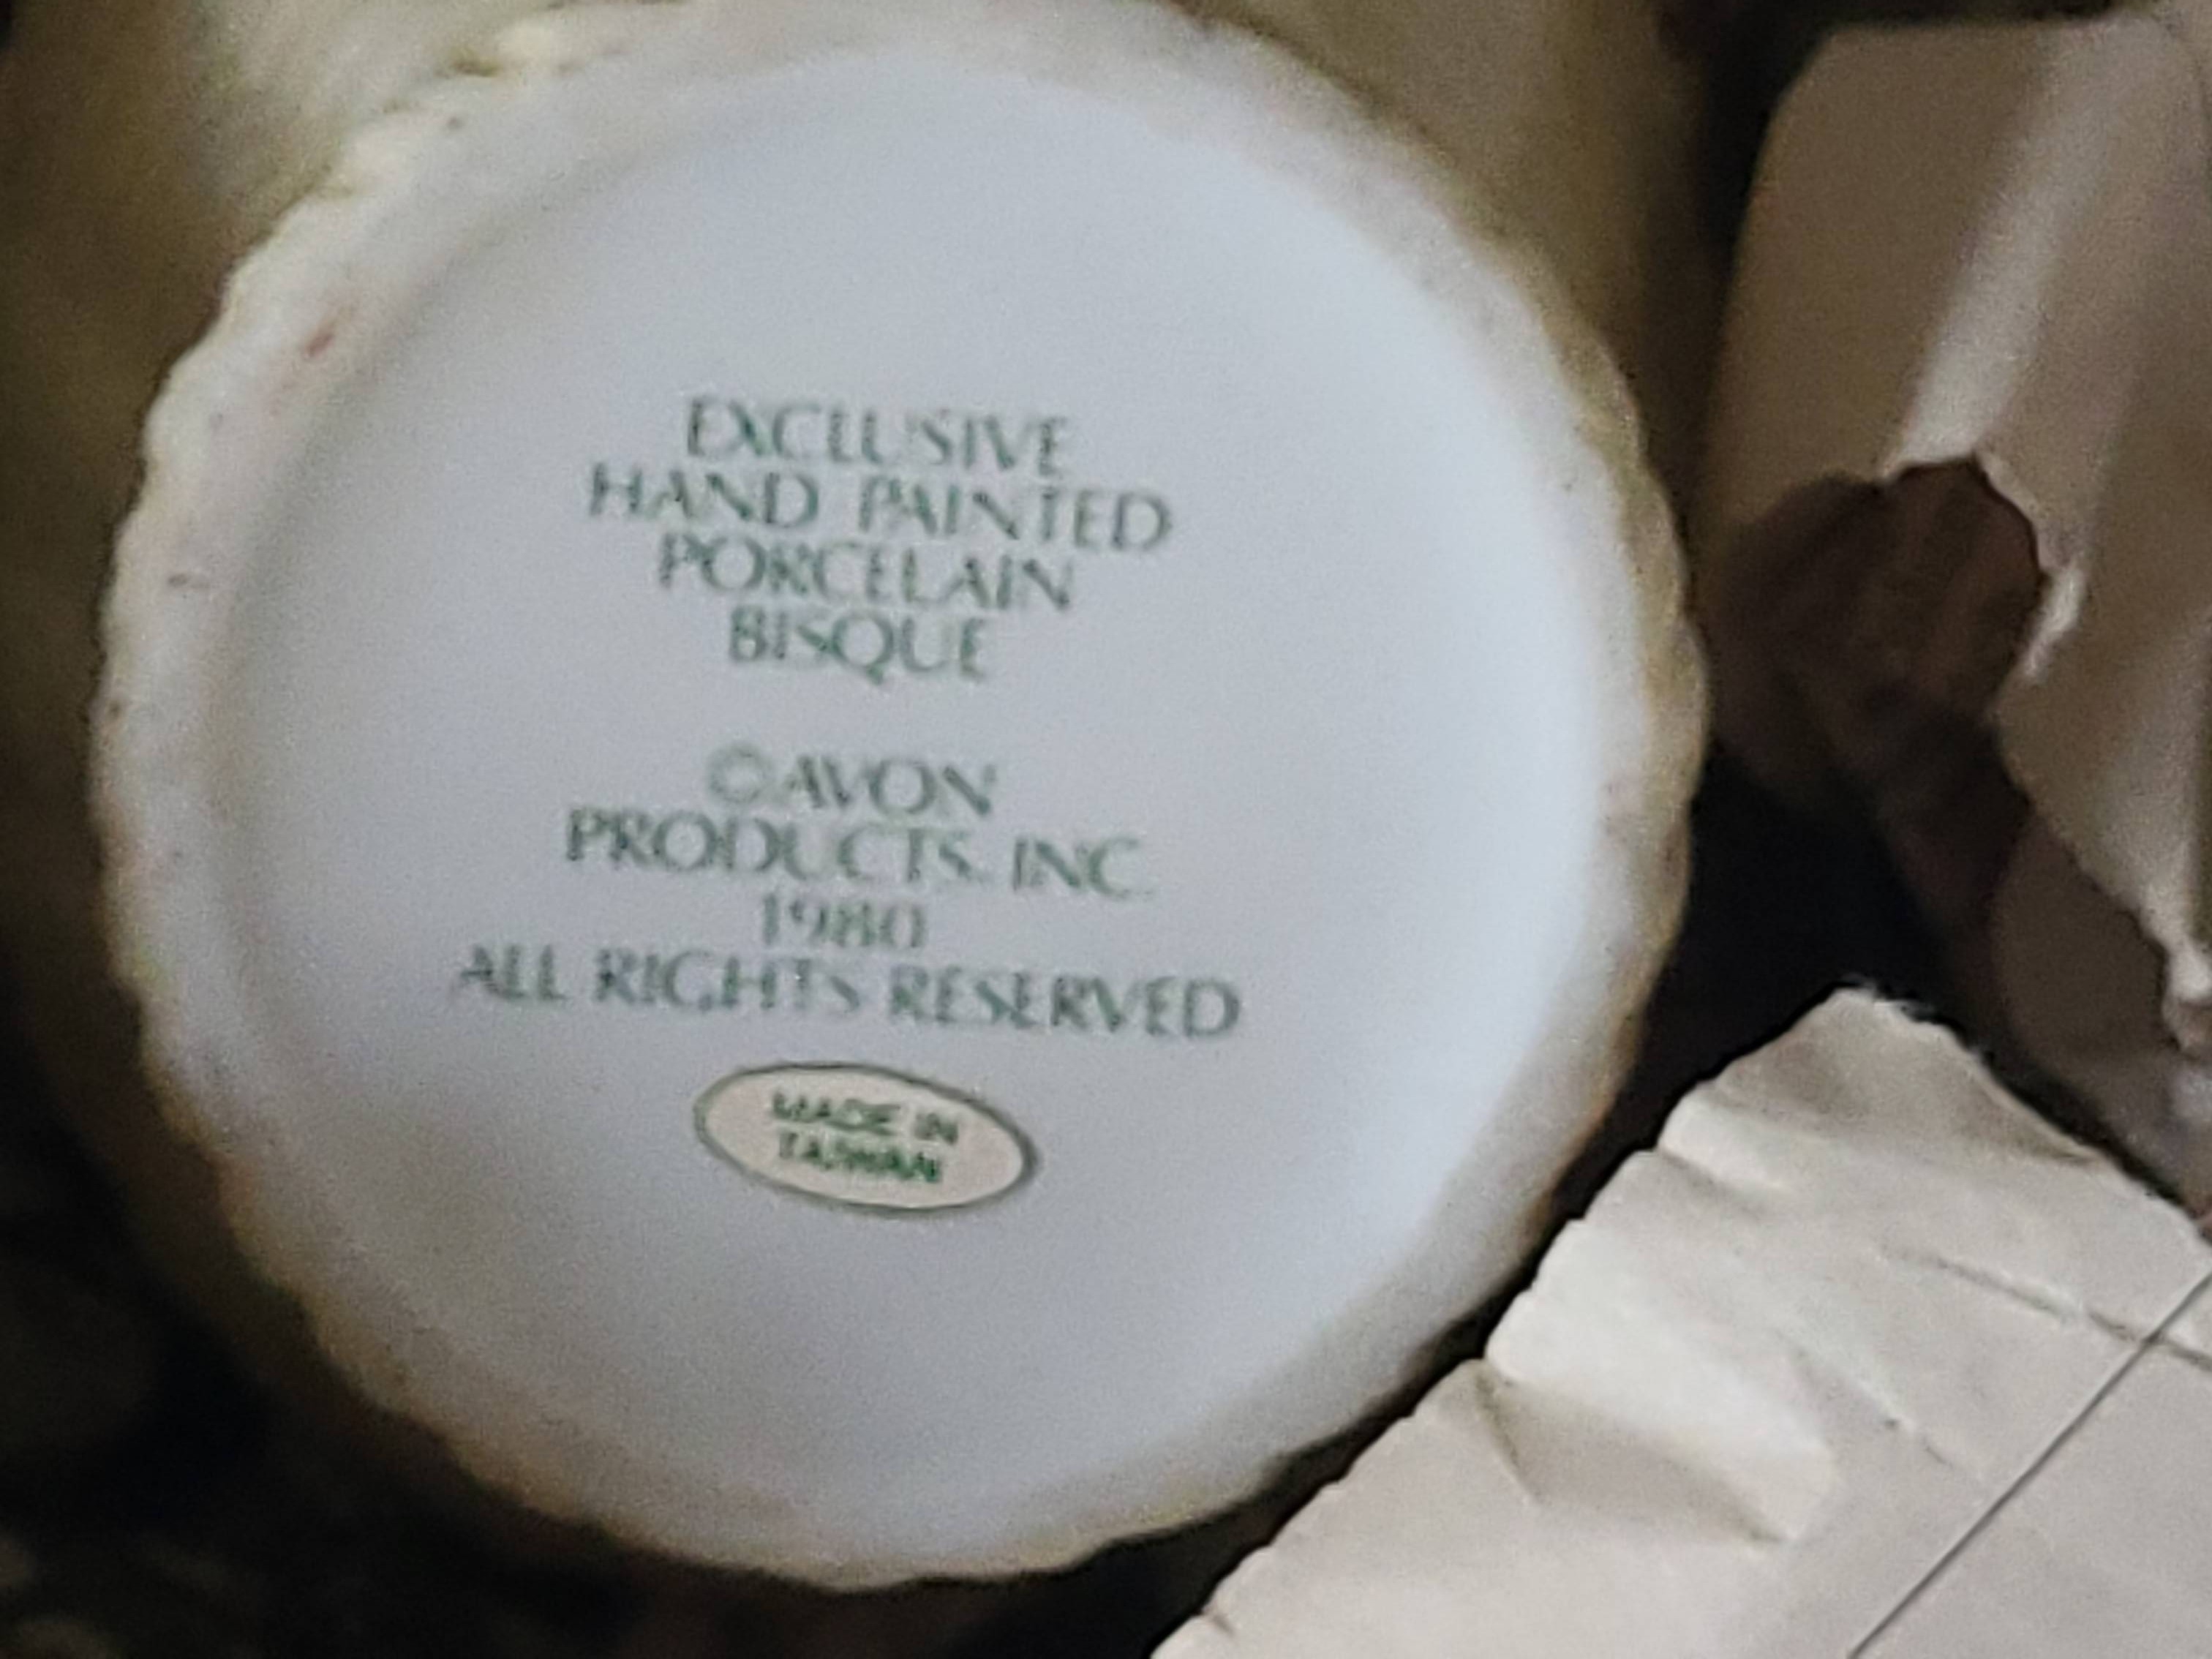 EXCLUSIVE
HAND PAINTED
PORCELAIN
BISQUE
© AVON
PRODUCTS, INC.
1980
ALL RIGHTS RESERVED
MADE IN
TAIWAN